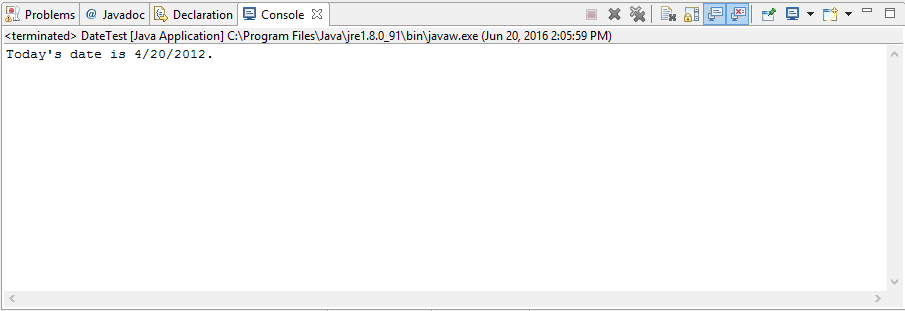 Problems @ Javadoc Declaration Console
<terminated> DateTest [Java Application] C:\Program Files\Java\jre1.8.0_91\bin\javaw.exe (Jun 20, 2016 2:05:59 PM)
Today's date is 4/20/2012.